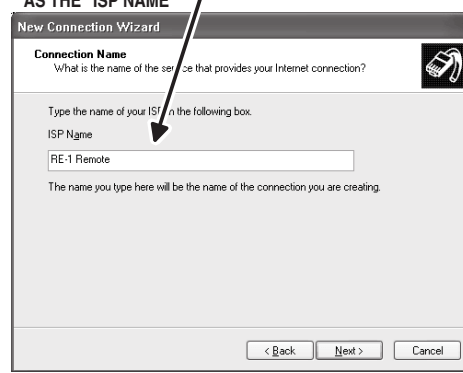 AS THE "ISP NAME"
New Connection Wizard
Connection Name
What is the name of the service that provides your Internet connection?
Type the name of your ISP in the following box.
ISP Name
RE-1 Remote
The name you type here will be the name of the connection you are creating.
< Back
Next >
Cancel